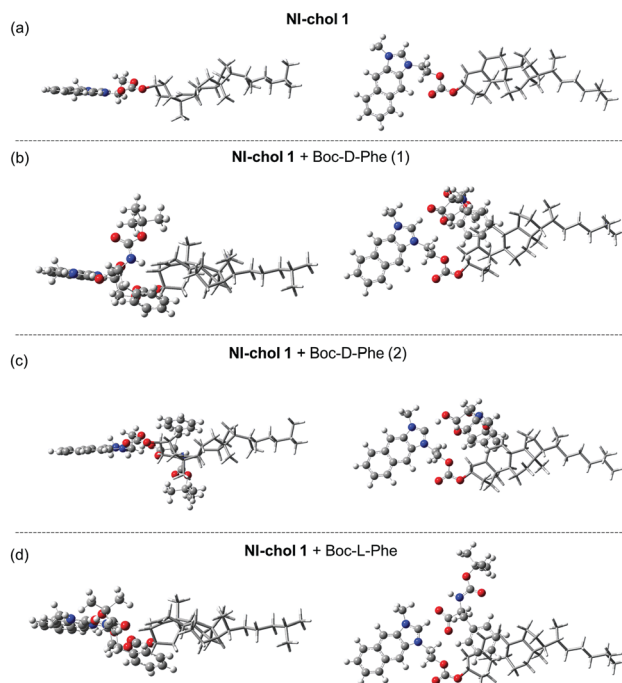 (a)
NI-chol 1
(b)
NI-chol 1 + Boc-D-Phe (1)
(c)
NI-chol 1 + Boc-D-Phe (2)
(d)
NI-chol 1 + Boc-L-Phe